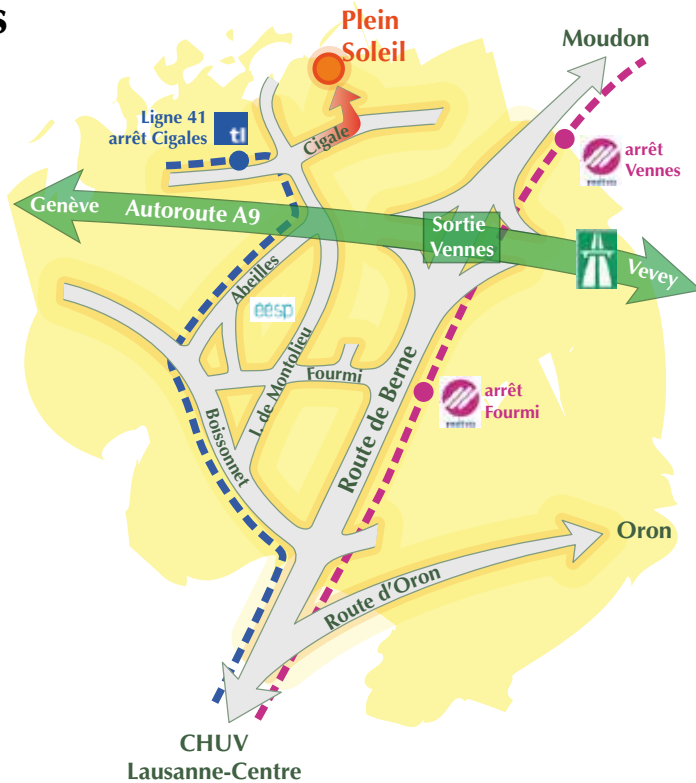 s
Plein
Soleil
Moudon
Ligne 41
arrêt Cigales
tl
Cigale
arrêt
Vennes
Genève
Autoroute A9
Sortie
Vennes
Vevey
Abeilles
éésp
I. de Montolieu
Fourmi
Route de Berne
arrêt
Fourmi
Boissonnet
Oron
Route d'Oron
CHUV
Lausanne-Centre